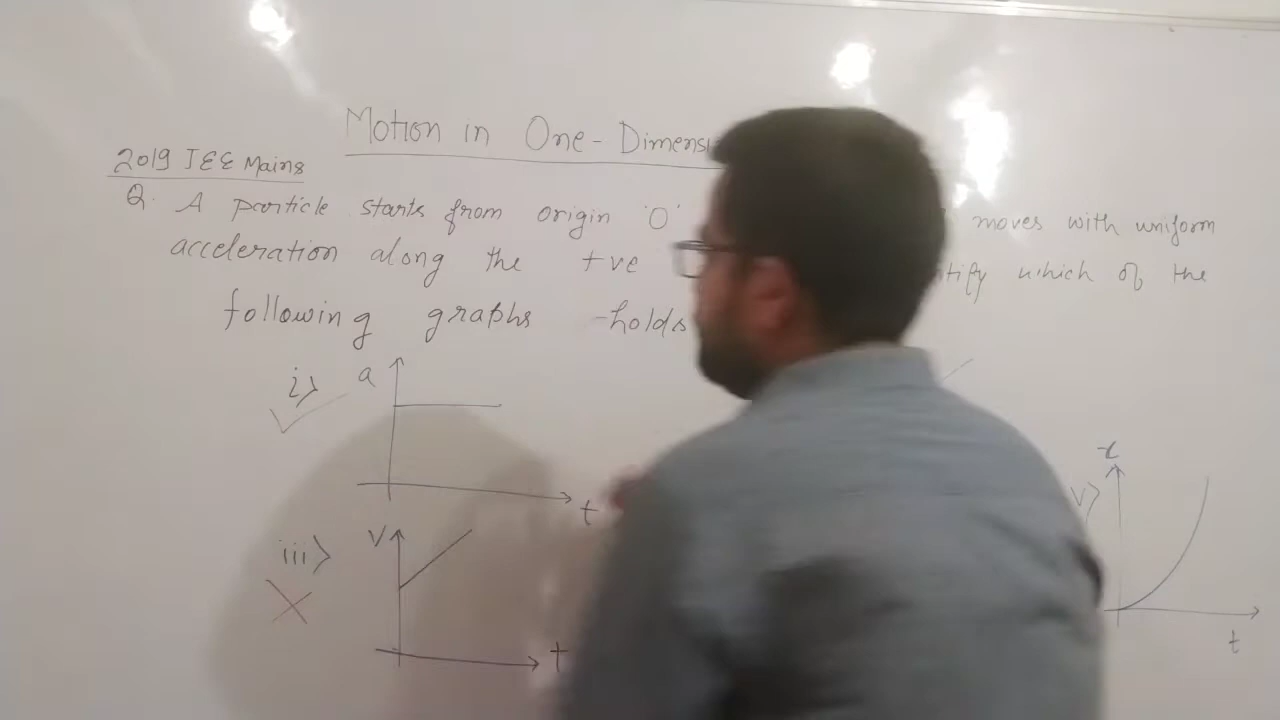 Motion in One-Dimensi
2019 JEE Mains
Q. A particle starts from origin 'O' moves with uniform
acceleration along the +ve tify which of the
following graphs holds
i> a
t
x
v>
iii> v
t
t